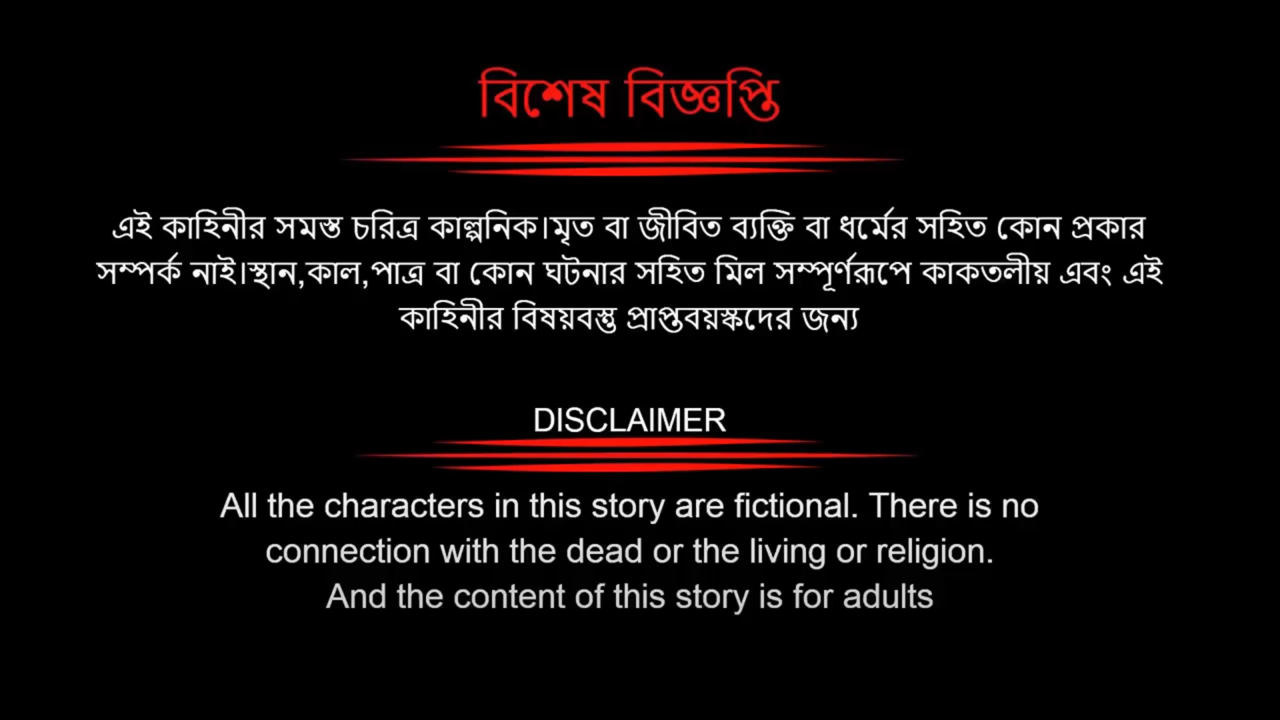 বিশেষ বিজ্ঞপ্তি
এই কাহিনীর সমস্ত চরিত্র কাল্পনিক।মৃত বা জীবিত ব্যক্তি বা ধর্মের সহিত কোন প্রকার
সম্পর্ক নাই।স্থান,কাল,পাত্র বা কোন ঘটনার সহিত মিল সম্পূর্ণরূপে কাকতলীয় এবং এই
কাহিনীর বিষয়বস্তু প্রাপ্তবয়স্কদের জন্য
DISCLAIMER
All the characters in this story are fictional. There is no
connection with the dead or the living or religion.
And the content of this story is for adults